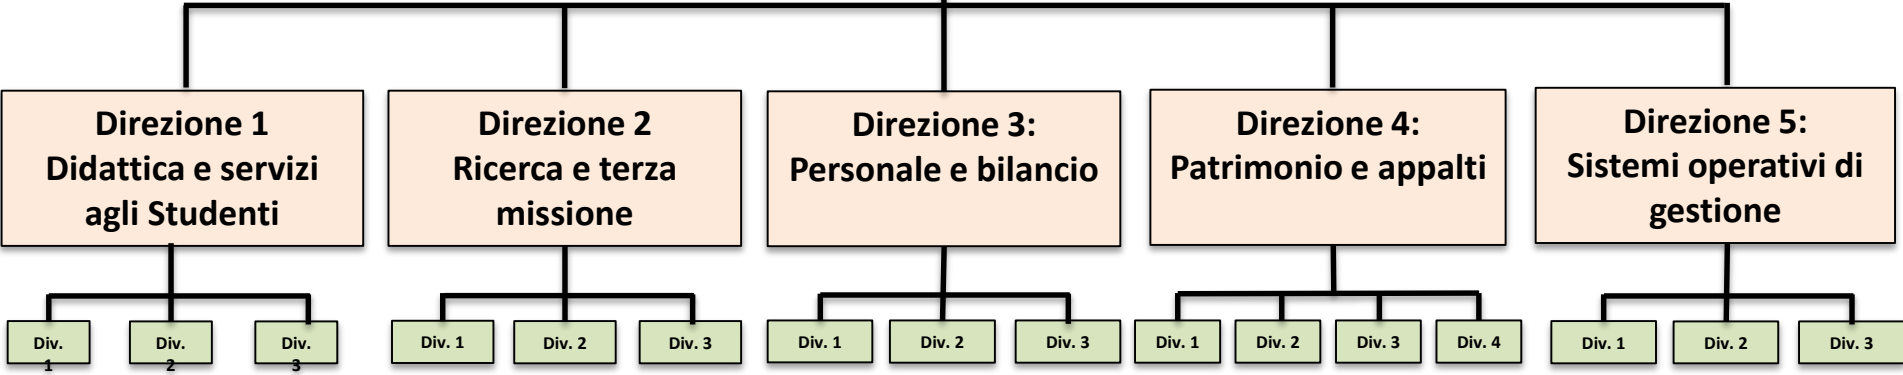 Direzione 1
Didattica e servizi
agli Studenti
Direzione 2
Ricerca e terza
missione
Direzione 3:
Personale e bilancio
Direzione 4:
Patrimonio e appalti
Direzione 5:
Sistemi operativi di
gestione
Div.
1
Div.
2
Div.
3
Div. 1
Div. 2
Div. 3
Div. 1
Div. 2
Div. 3
Div. 1
Div. 2
Div. 3
Div. 4
Div. 1
Div. 2
Div. 3